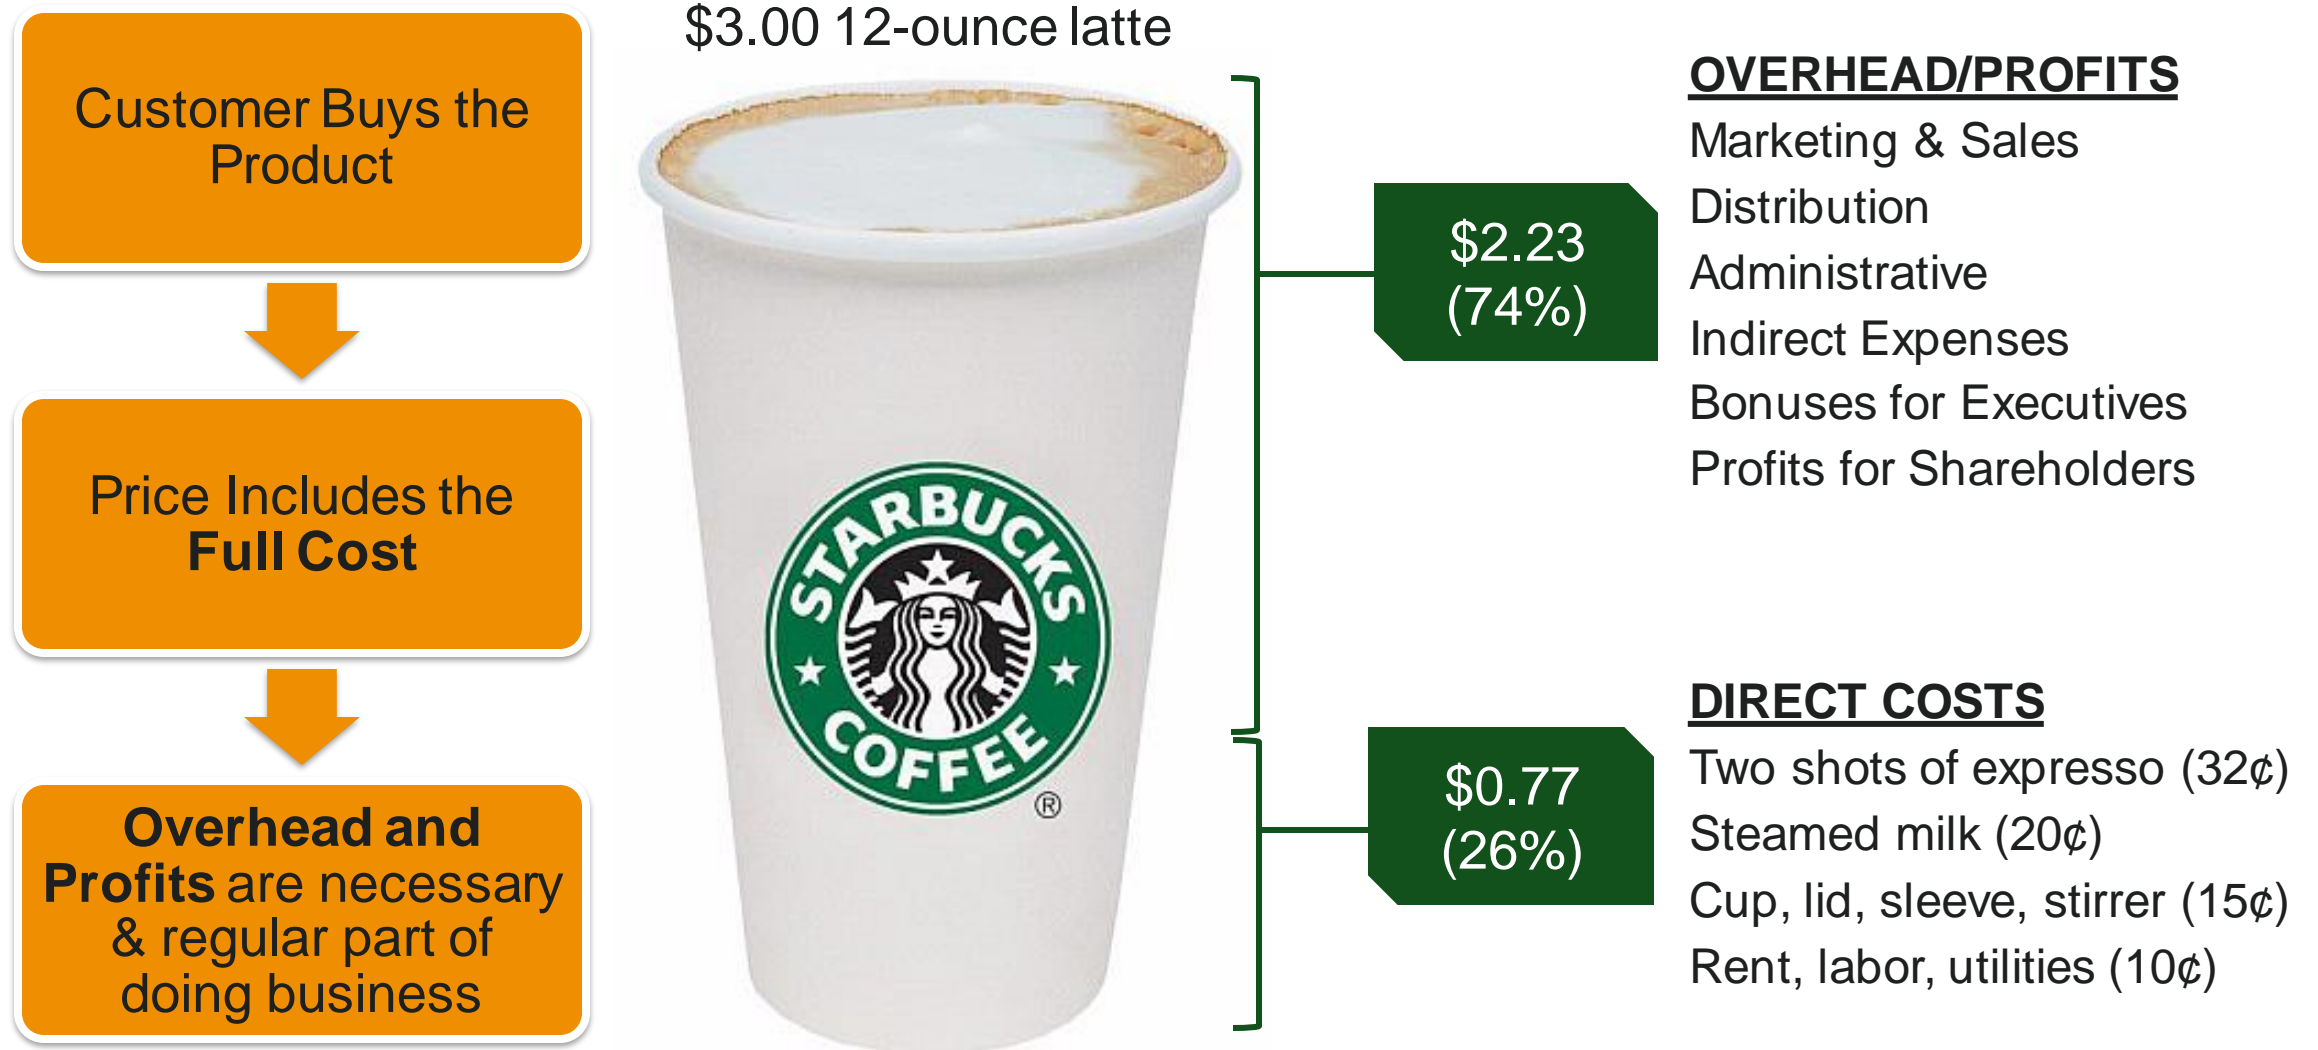 Customer Buys the
Product
Price Includes the
Full Cost
Overhead and
Profits are necessary
& regular part of
doing business
$3.00 12-ounce latte
STARBUCKS
COFFEE
®
$2.23
(74%)
OVERHEAD/PROFITS
Marketing & Sales
Distribution
Administrative
Indirect Expenses
Bonuses for Executives
Profits for Shareholders
$0.77
(26%)
DIRECT COSTS
Two shots of expresso (32¢)
Steamed milk (20¢)
Cup, lid, sleeve, stirrer (15¢)
Rent, labor, utilities (10¢)